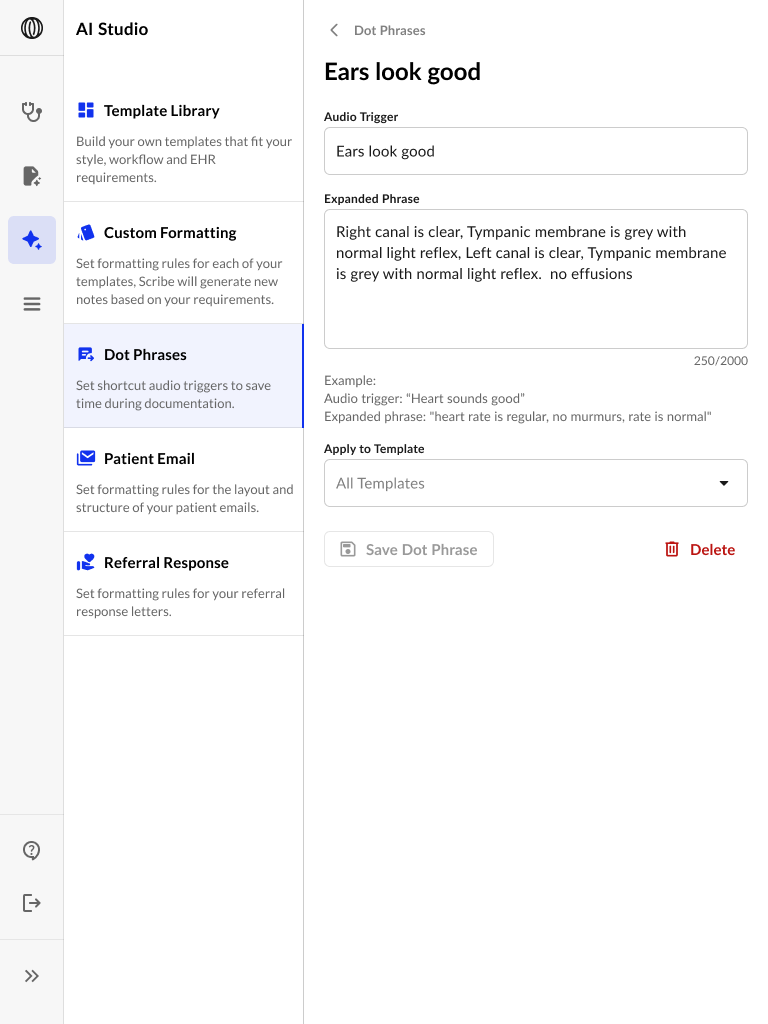 AI Studio
Template Library
Build your own templates that fit your
style, workflow and EHR
requirements.
Custom Formatting
Set formatting rules for each of your
templates, Scribe will generate new
notes based on your requirements.
Dot Phrases
Set shortcut audio triggers to save
time during documentation.
Patient Email
Set formatting rules for the layout and
structure of your patient emails.
Referral Response
Set formatting rules for your referral
response letters.
Dot Phrases
Ears look good
Audio Trigger
Ears look good
Expanded Phrase
Right canal is clear, Tympanic membrane is grey with
normal light reflex, Left canal is clear, Tympanic membrane
is grey with normal light reflex.  no effusions
250/2000
Example:
Audio trigger: “Heart sounds good”
Expanded phrase: "heart rate is regular, no murmurs, rate is normal"
Apply to Template
All Templates
Save Dot Phrase
Delete